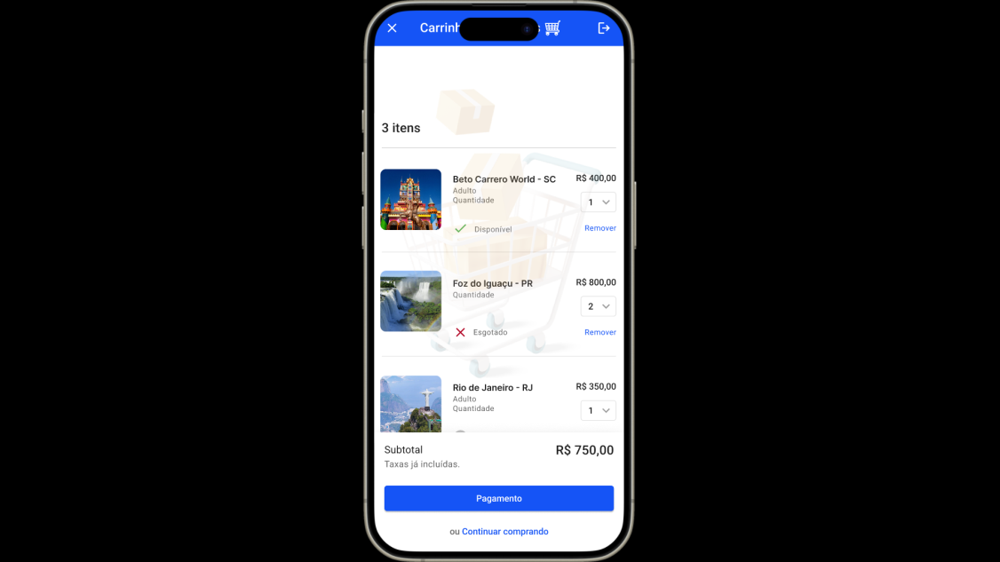 3 itens
Beto Carrero World - SC
R$ 400,00
Adulto
Quantidade
1
Disponível
Remover
Foz do Iguaçu - PR
R$ 800,00
Quantidade
2
Esgotado
Remover
Rio de Janeiro - RJ
R$ 350,00
Adulto
Quantidade
1
Subtotal
R$ 750,00
Taxas já incluídas.
Pagamento
ou Continuar comprando